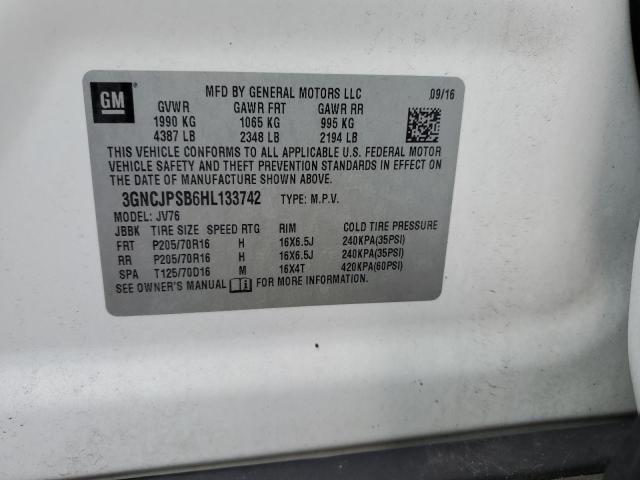 GM
MFD BY GENERAL MOTORS LLC
09/16
GVWR GAWR FRT GAWR RR
1990 KG 1065 KG 995 KG
4387 LB 2348 LB 2194 LB
THIS VEHICLE CONFORMS TO ALL APPLICABLE U.S. FEDERAL MOTOR
VEHICLE SAFETY AND THEFT PREVENTION STANDARDS IN EFFECT ON
THE DATE OF MANUFACTURE SHOWN ABOVE.
3GNCJPSB6HL133742 TYPE: M.P.V.
MODEL: JV76
JBBK TIRE SIZE SPEED RTG RIM COLD TIRE PRESSURE
FRT P205/70R16 H 16X6.5J 240KPA(35PSI)
RR P205/70R16 H 16X6.5J 240KPA(35PSI)
SPA T125/70D16 M 16X4T 420KPA(60PSI)
SEE OWNER'S MANUAL FOR MORE INFORMATION.